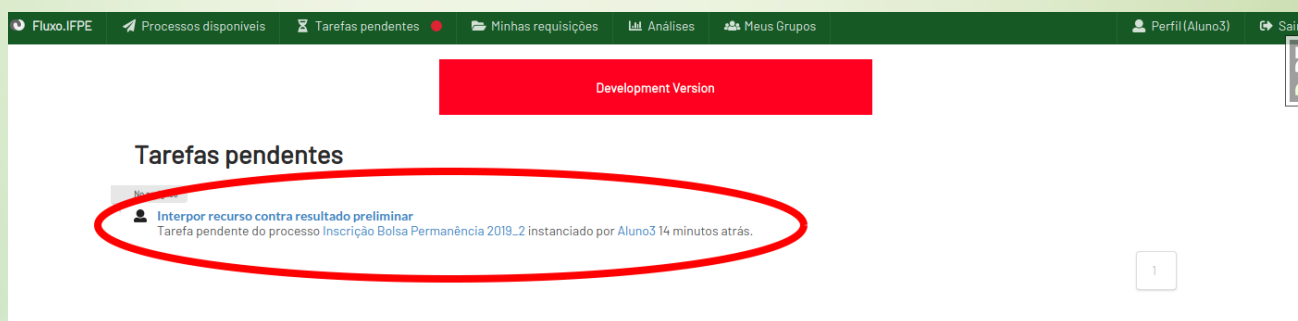 Fluxo.IFPE Processos disponíveis Tarefas pendentes Minhas requisições Análises Meus Grupos Perfil(Aluno3) Sair
Development Version
Tarefas pendentes
Interpor recurso contra resultado preliminar
Tarefa pendente do processo Inscrição Bolsa Permanência 2019_2 instanciado por Aluno3 14 minutos atrás.
1